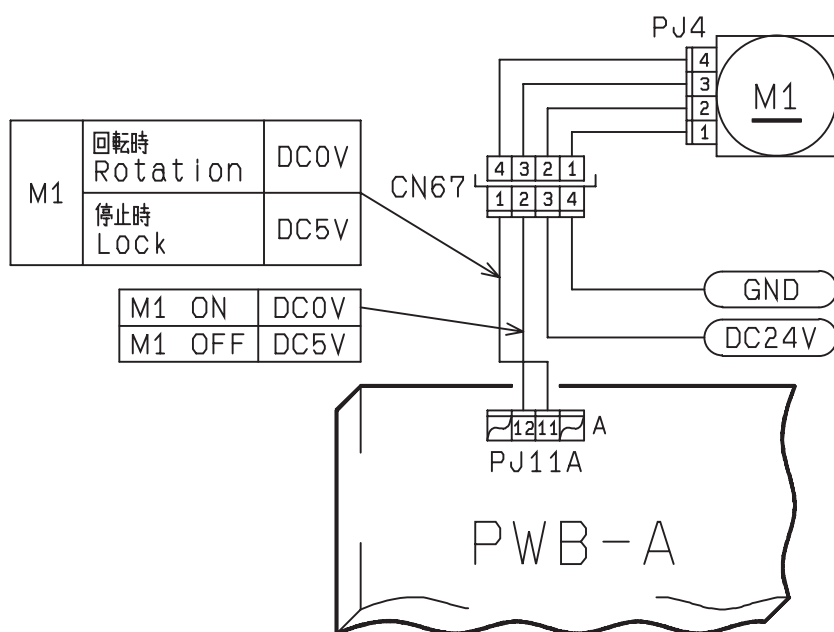 PJ4
4
3
2
1
M1
M1
回転時
Rotation
DC0V
停止時
Lock
DC5V
CN67
4 3 2 1
1 2 3 4
GND
DC24V
M1 ON DC0V
M1 OFF DC5V
12 11 A
PJ11A
PWB-A